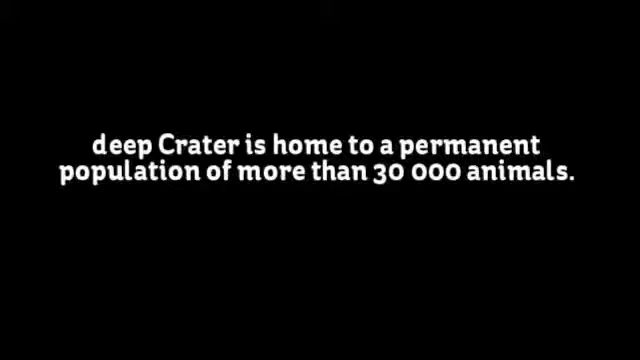 deep Crater is home to a permanent
population of more than 30 000 animals.